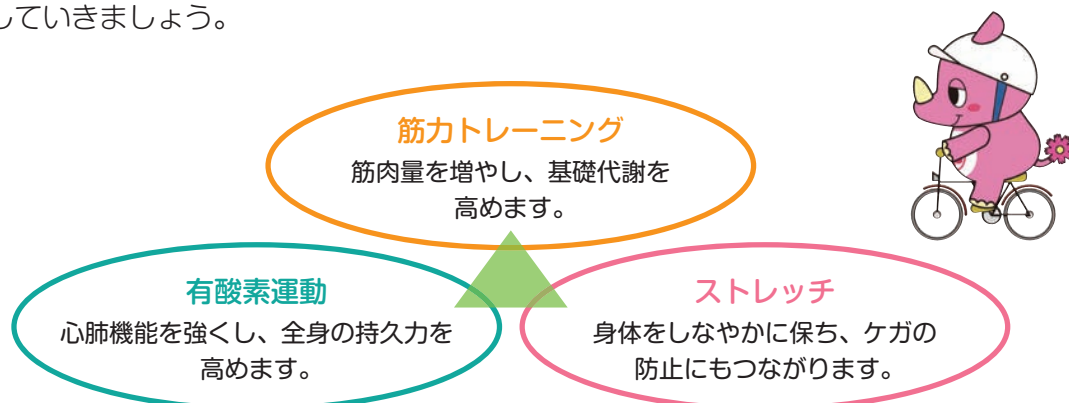 していきましょう。
筋力トレーニング
筋肉量を増やし、基礎代謝を
高めます。
有酸素運動
心肺機能を強くし、全身の持久力を
高めます。
ストレッチ
身体をしなやかに保ち、ケガの
防止にもつながります。